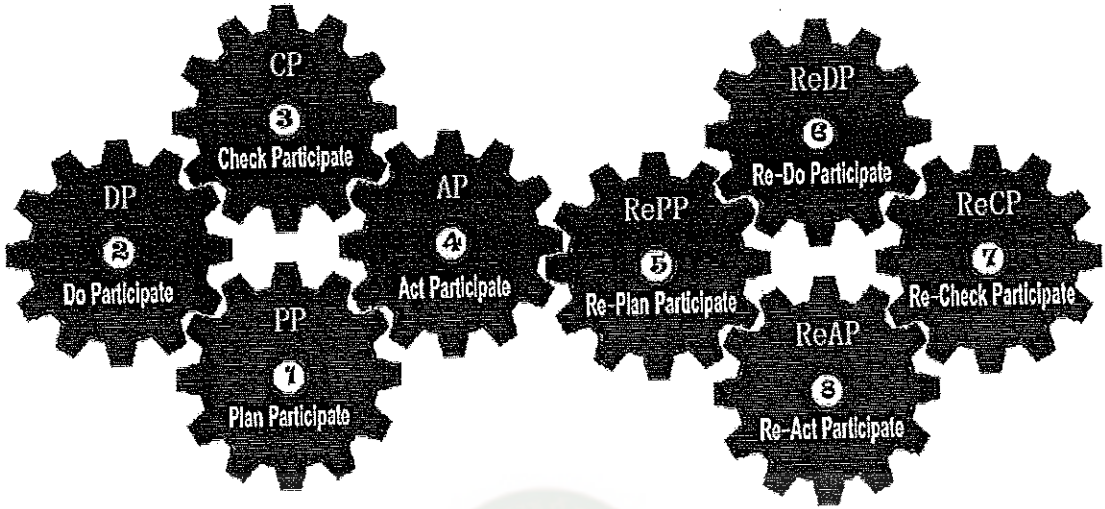 CP
3
Check Participate
DP
2
Do Participate
AP
4
Act Participate
PP
1
Plan Participate
ReDP
6
Re-Do Participate
RePP
5
Re-Plan Participate
ReCP
7
Re-Check Participate
ReAP
8
Re-Act Participate